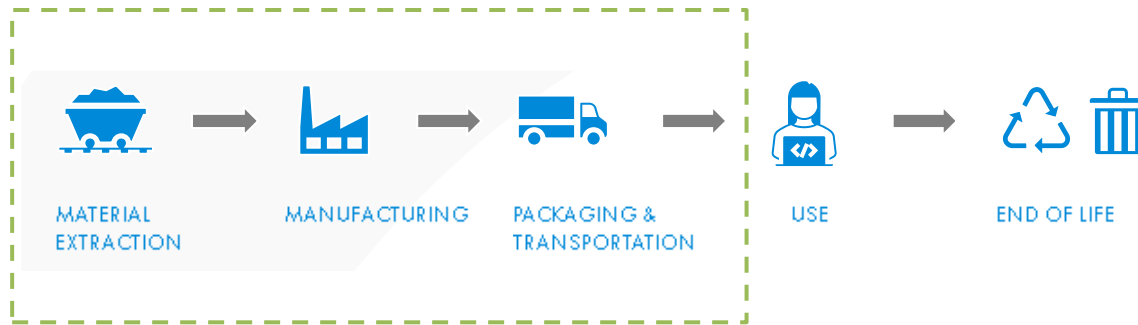 </>
MATERIAL
EXTRACTION
MANUFACTURING
PACKAGING &
TRANSPORTATION
USE
END OF LIFE